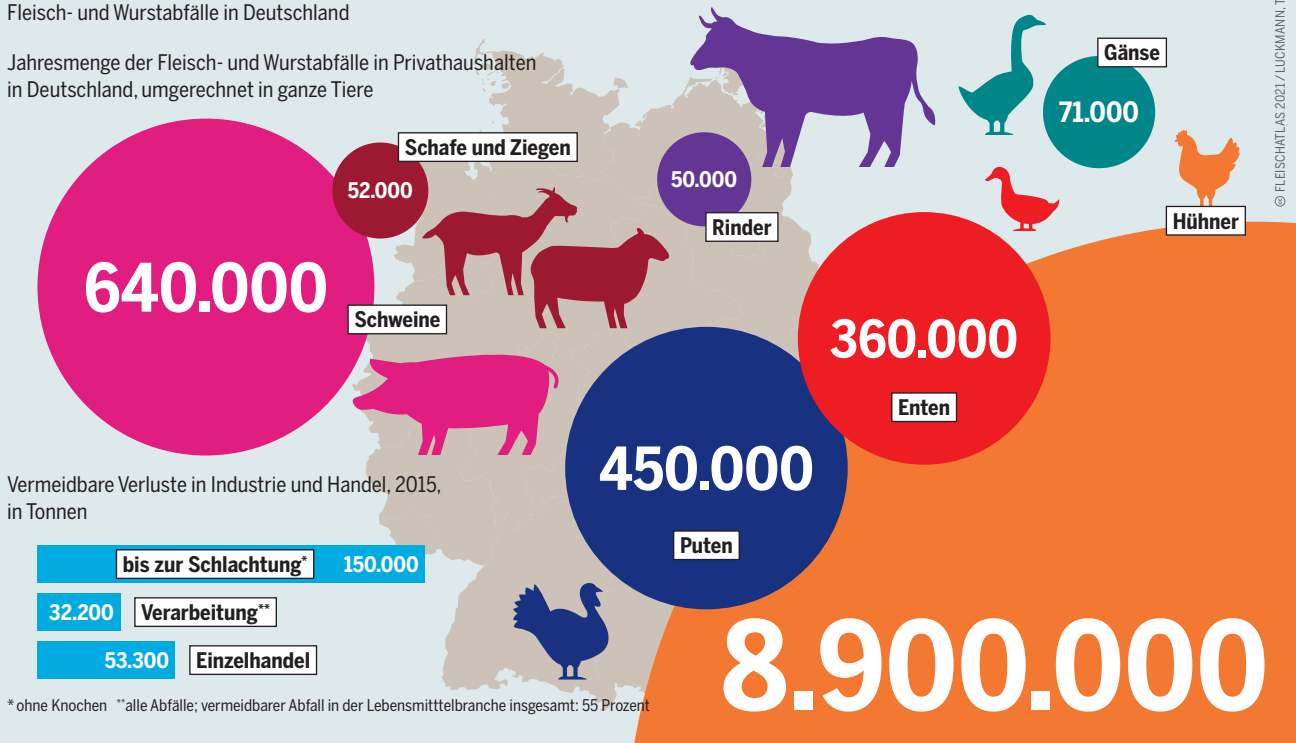 Fleisch- und Wurstabfälle in Deutschland
Jahresmenge der Fleisch- und Wurstabfälle in Privathaushalten
in Deutschland, umgerechnet in ganze Tiere
Gänse
71.000
Schafe und Ziegen
52.000
50.000
Rinder
Hühner
640.000
Schweine
360.000
Enten
450.000
Puten
8.900.000
Vermeidbare Verluste in Industrie und Handel, 2015,
in Tonnen
bis zur Schlachtung* 150.000
32.200 Verarbeitung**
53.300 Einzelhandel
* ohne Knochen **alle Abfälle; vermeidbarer Abfall in der Lebensmitttelbranche insgesamt: 55 Prozent
© FLEISCHATLAS 2021 / LUCKMANN, T